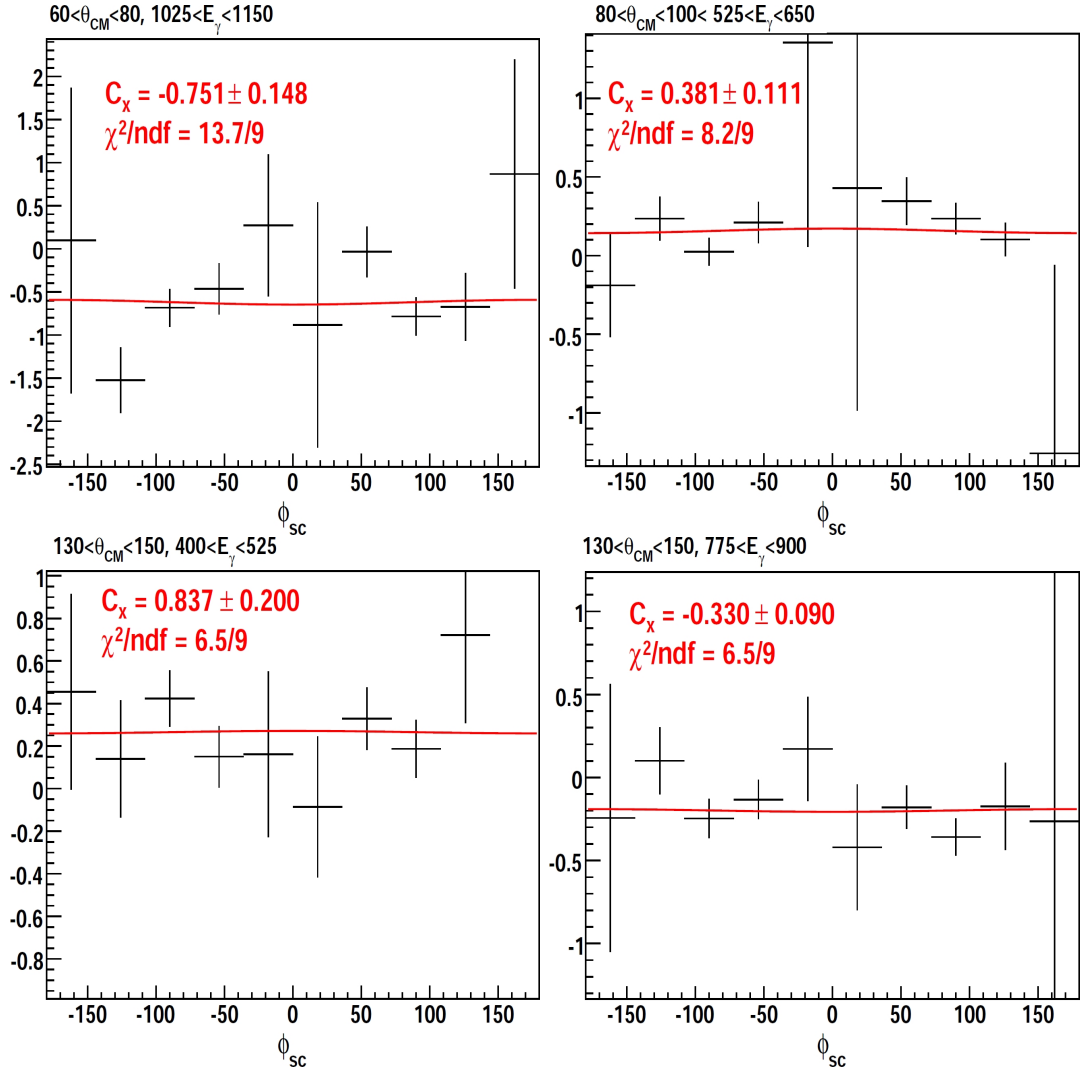 60<θCM<80, 1025<Eγ<1150
Cx = -0.751 ± 0.148
χ²/ndf = 13.7/9
2
1.5
1
0.5
0
-0.5
-1
-1.5
-2
-2.5
-150 -100 -50 0 50 100 150
ϕSC
80<θCM<100< 525<Eγ<650
Cx = 0.381 ± 0.111
χ²/ndf = 8.2/9
1
0.5
0
-0.5
-1
-150 -100 -50 0 50 100 150
ϕSC
130<θCM<150, 400<Eγ<525
Cx = 0.837 ± 0.200
χ²/ndf = 6.5/9
1
0.8
0.6
0.4
0.2
0
-0.2
-0.4
-0.6
-0.8
-150 -100 -50 0 50 100 150
ϕSC
130<θCM<150, 775<Eγ<900
Cx = -0.330 ± 0.090
χ²/ndf = 6.5/9
1
0.5
0
-0.5
-1
-150 -100 -50 0 50 100 150
ϕSC